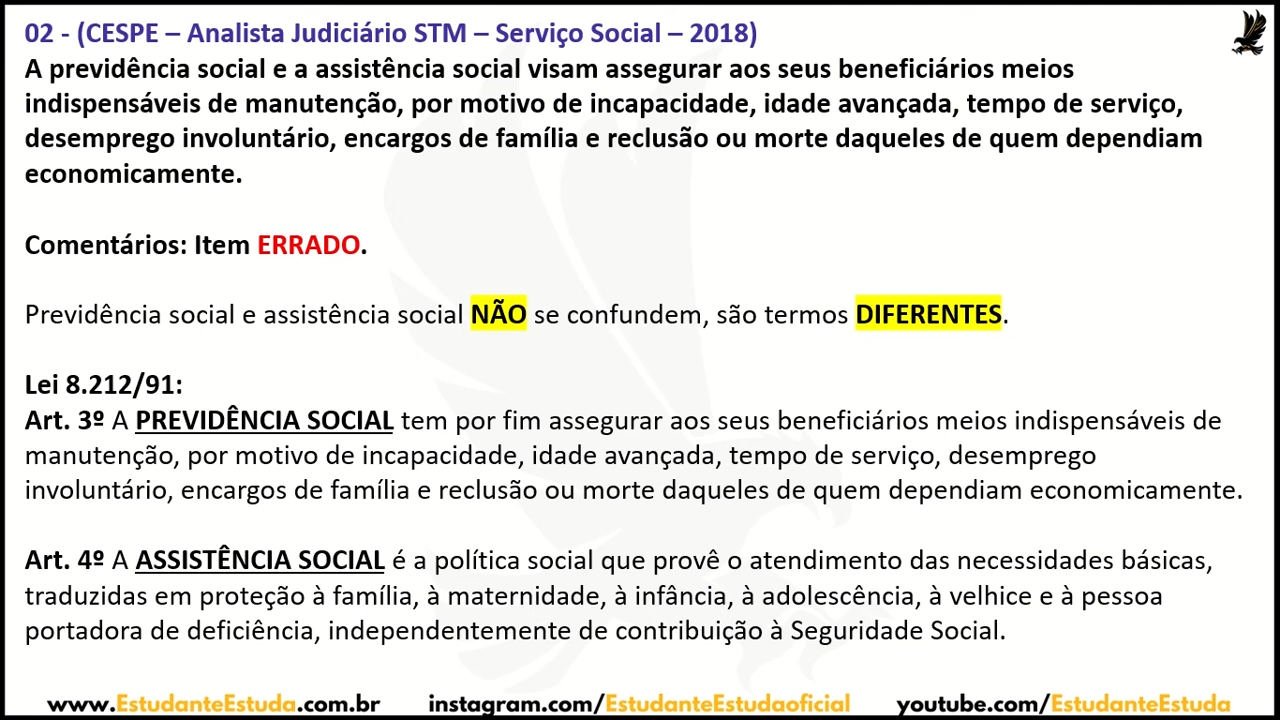 02 - (CESPE – Analista Judiciário STM – Serviço Social – 2018)
A previdência social e a assistência social visam assegurar aos seus beneficiários meios
indispensáveis de manutenção, por motivo de incapacidade, idade avançada, tempo de serviço,
desemprego involuntário, encargos de família e reclusão ou morte daqueles de quem dependiam
economicamente.
Comentários: Item ERRADO.
Previdência social e assistência social NÃO se confundem, são termos DIFERENTES.
Lei 8.212/91:
Art. 3º A PREVIDÊNCIA SOCIAL tem por fim assegurar aos seus beneficiários meios indispensáveis de
manutenção, por motivo de incapacidade, idade avançada, tempo de serviço, desemprego
involuntário, encargos de família e reclusão ou morte daqueles de quem dependiam economicamente.
Art. 4º A ASSISTÊNCIA SOCIAL é a política social que provê o atendimento das necessidades básicas,
traduzidas em proteção à família, à maternidade, à infância, à adolescência, à velhice e à pessoa
portadora de deficiência, independentemente de contribuição à Seguridade Social.
www.EstudanteEstuda.com.br instagram.com/EstudanteEstudaoficial youtube.com/EstudanteEstuda